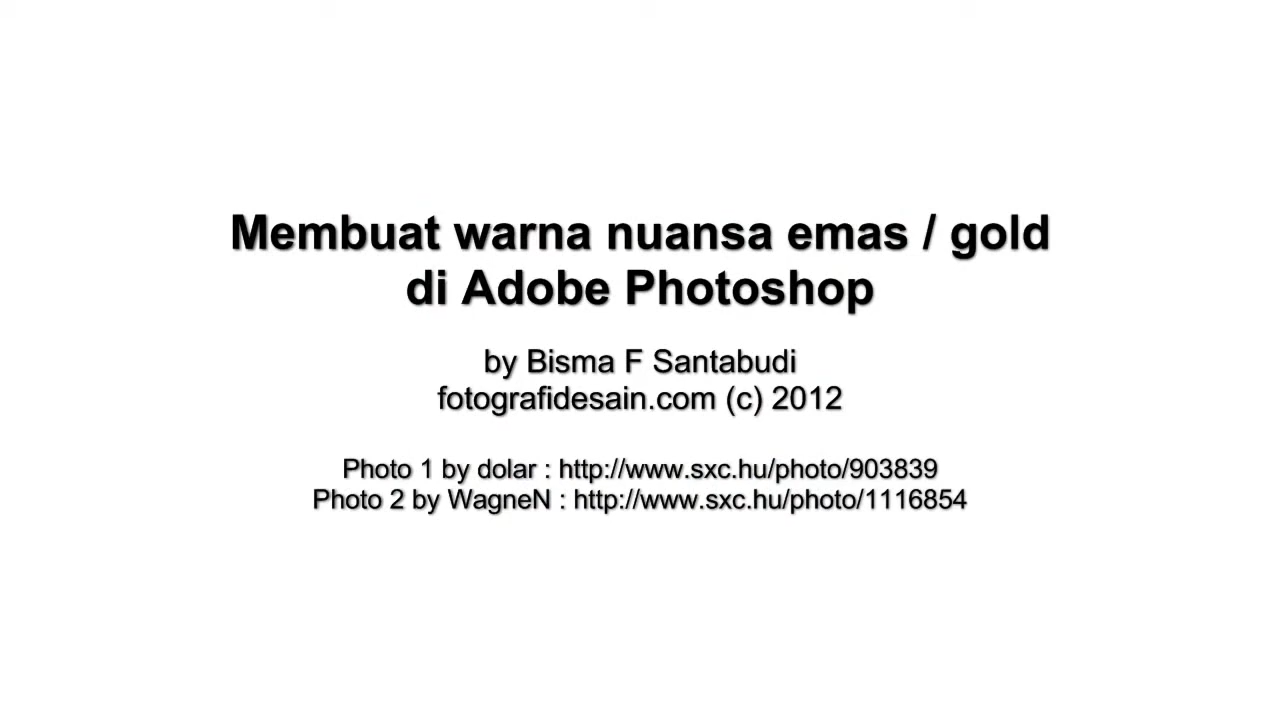 Membuat warna nuansa emas / gold
di Adobe Photoshop
by Bisma F Santabudi
fotografidesain.com (c) 2012
Photo 1 by dolar : http://www.sxc.hu/photo/903839
Photo 2 by WagneN : http://www.sxc.hu/photo/1116854